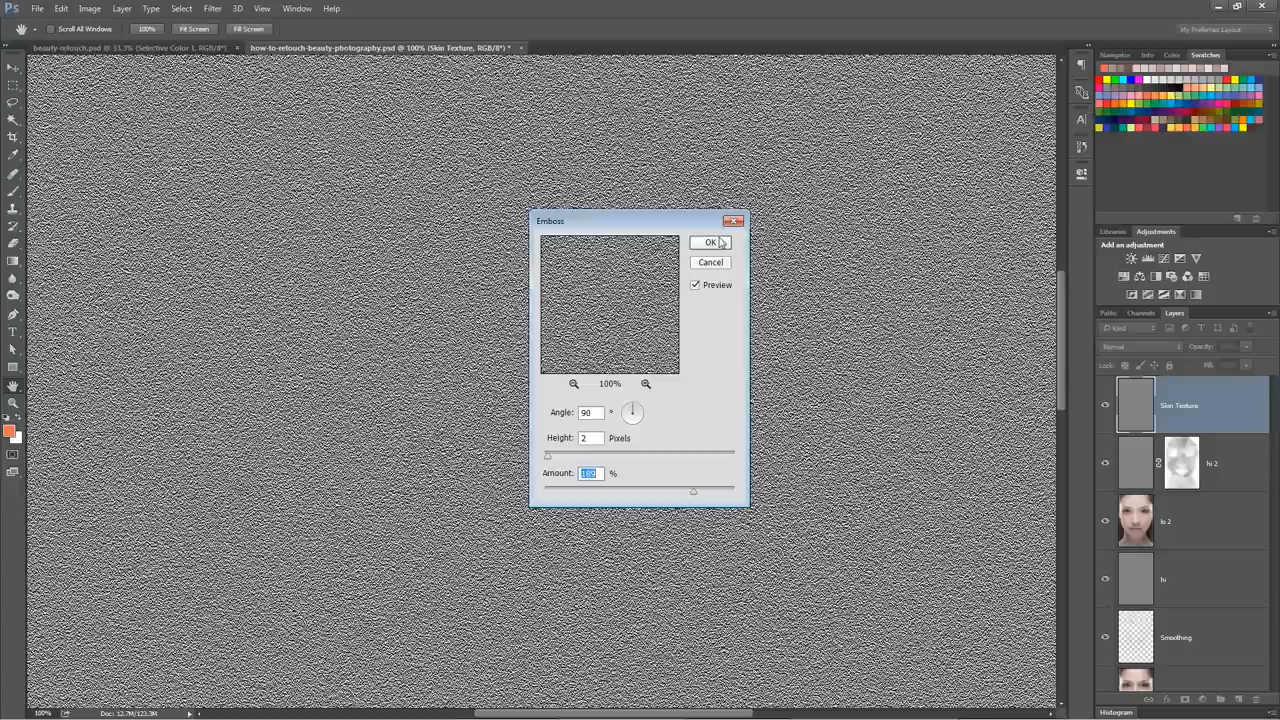 Ps File Edit Image Layer Type Select Filter 3D View Window Help
Scroll All Windows 100% Fit Screen Fill Screen My Preferred Layout
beauty-retouch.psd @ 33.3% (Selective Color 1, RGB/8*) × how-to-retouch-beauty-photography.psd @ 100% (Skin Texture, RGB/8*) * ×
Navigator Info Color Swatches
Emboss
OK
Cancel
Preview
100%
Angle: 90 °
Height: 2 Pixels
Amount: 189 %
Libraries Adjustments
Add an adjustment
Paths Channels Layers
Kind
Normal Opacity:
Lock: Fill:
Skin Texture
hi 2
lo 2
hi
Smoothing
100% Doc: 12.7M/123.3M
Histogram